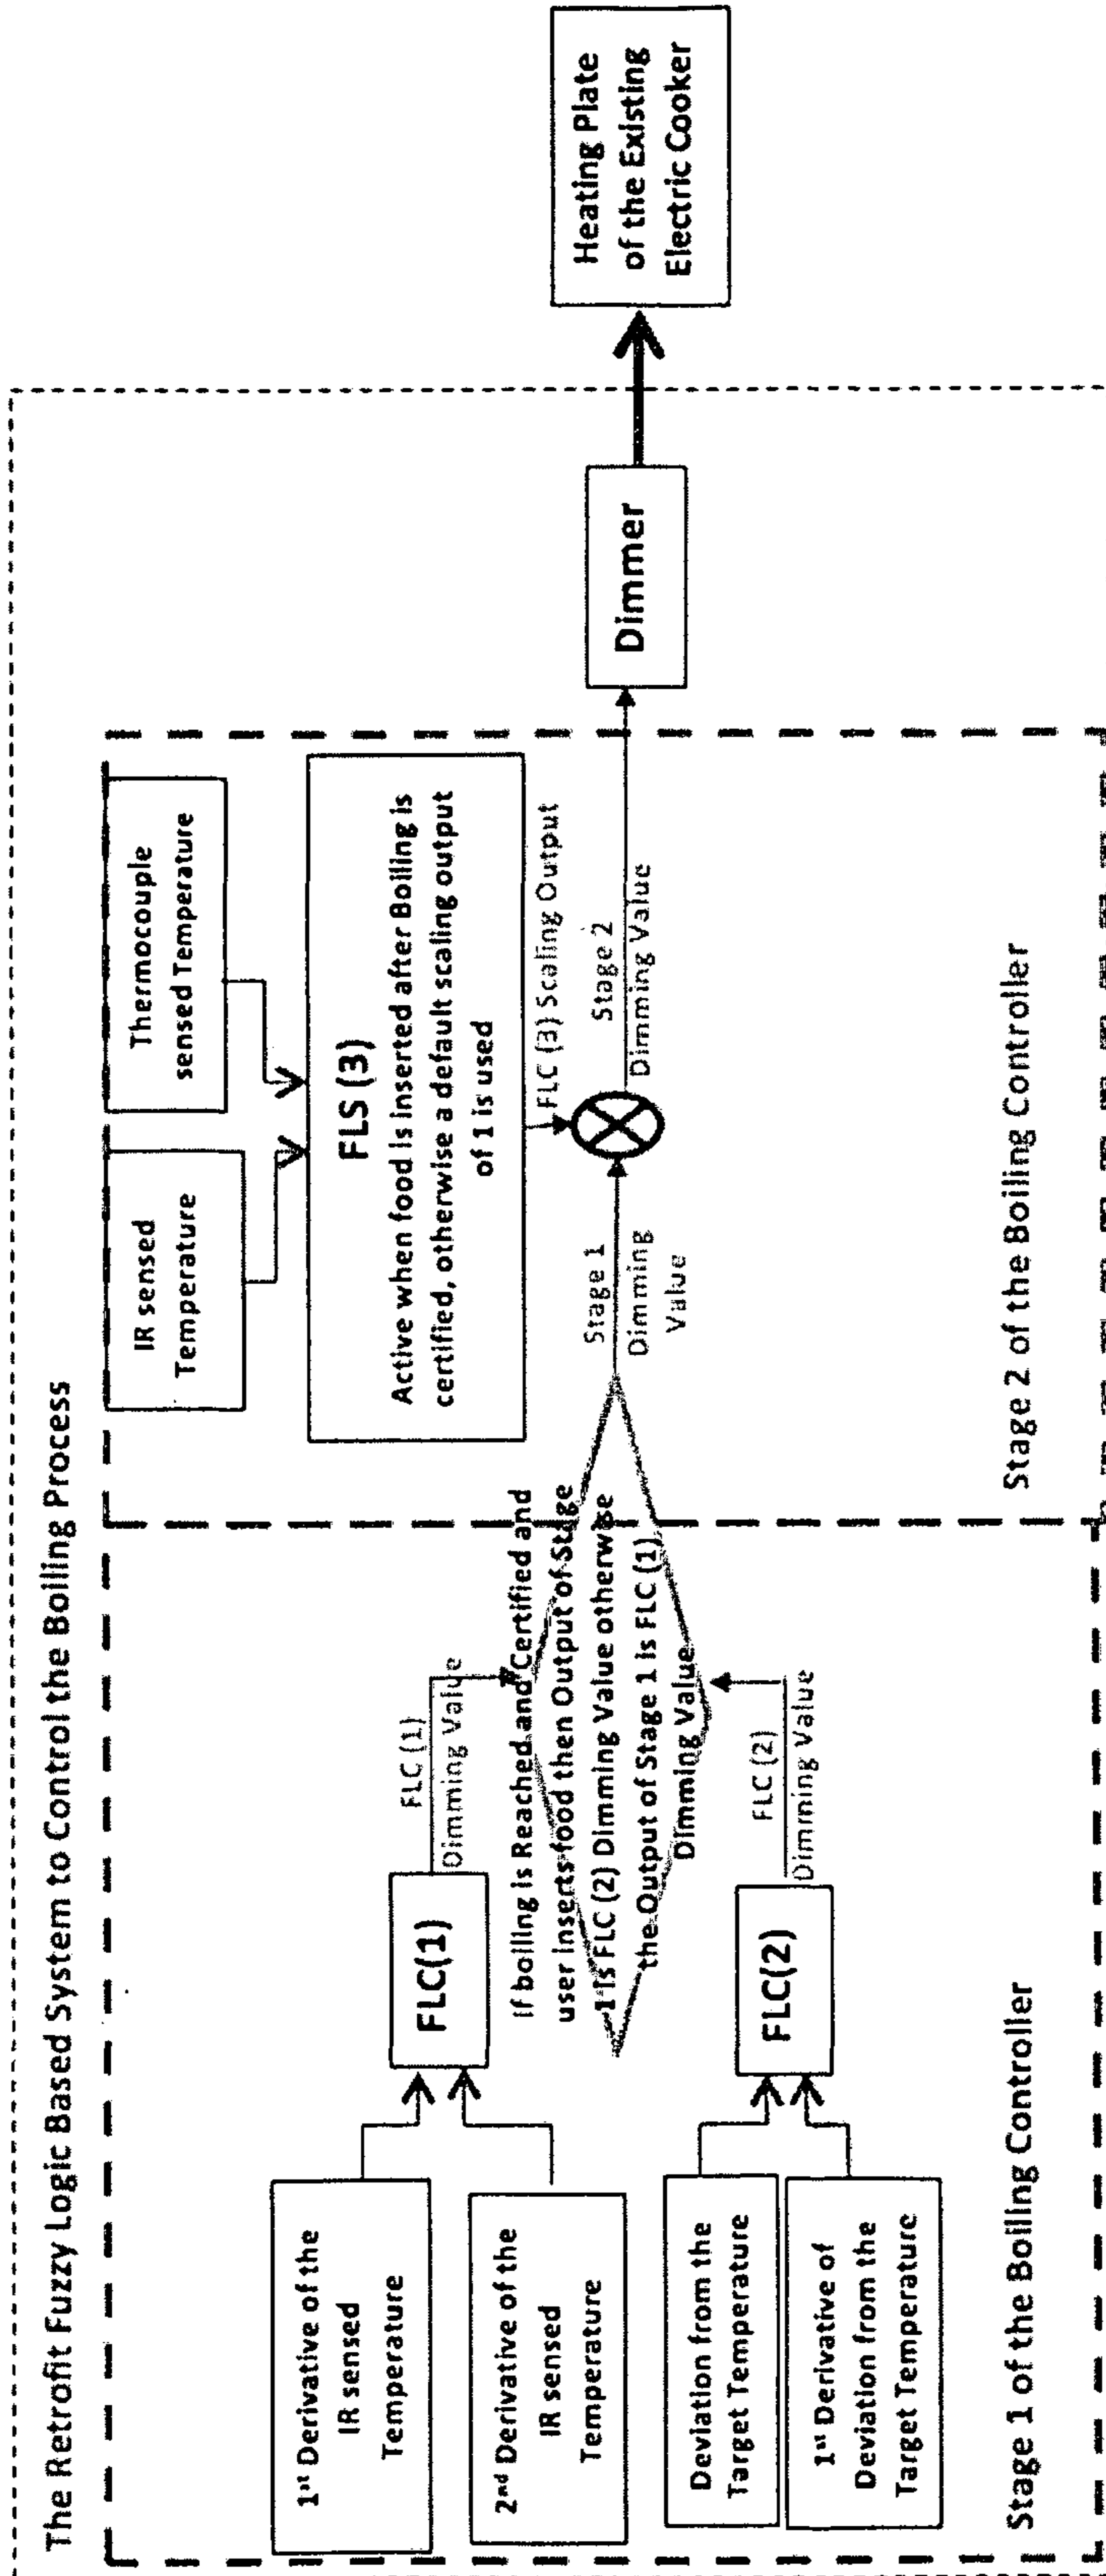 The Retrofit Fuzzy Logic Based System to Control the Boiling Process
1st Derivative of the
IR sensed
Temperature
2nd Derivative of the
IR sensed
Temperature
Deviation from the
Target Temperature
1st Derivative of
Deviation from the
Target Temperature
FLC(1)
FLC (1)
Dimming Value
If boiling is Reached and Certified and
user inserts food then Output of Stage
1 is FLC (2) Dimming Value otherwise
the Output of Stage 1 is FLC (1)
Dimming Value
FLC(2)
FLC (2)
Dimming Value
Stage 1 of the Boiling Controller
IR sensed
Temperature
Thermocouple
sensed Temperature
FLS (3)
Active when food is inserted after Boiling is
certified, otherwise a default scaling output
of 1 is used
FLC (3) Scaling Output
Stage 1
Dimming
Value
Stage 2
Dimming Value
Stage 2 of the Boiling Controller
Dimmer
Heating Plate
of the Existing
Electric Cooker